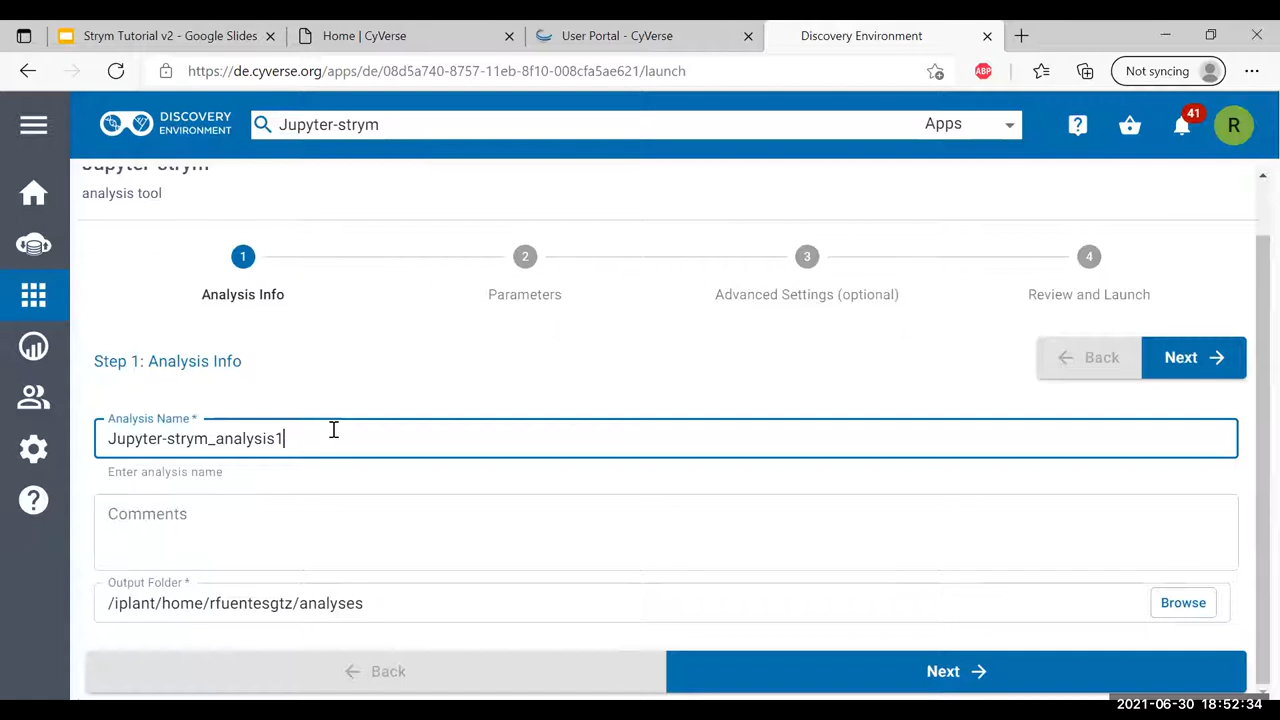 Strym Tutorial v2 - Google Slides
Home | CyVerse
User Portal - CyVerse
Discovery Environment
https://de.cyverse.org/apps/de/08d5a740-8757-11eb-8f10-008cfa5ae621/launch
ABP
Not syncing
DISCOVERY
ENVIRONMENT
Jupyter-strym
Apps
41
R
Jupyter-strym
analysis tool
1
2
3
4
Analysis Info
Parameters
Advanced Settings (optional)
Review and Launch
Step 1: Analysis Info
Back
Next
Analysis Name *
Jupyter-strym_analysis1
Enter analysis name
Comments
Output Folder *
/iplant/home/rfuentesgtz/analyses
Browse
Back
Next
2021-06-30 18:52:34